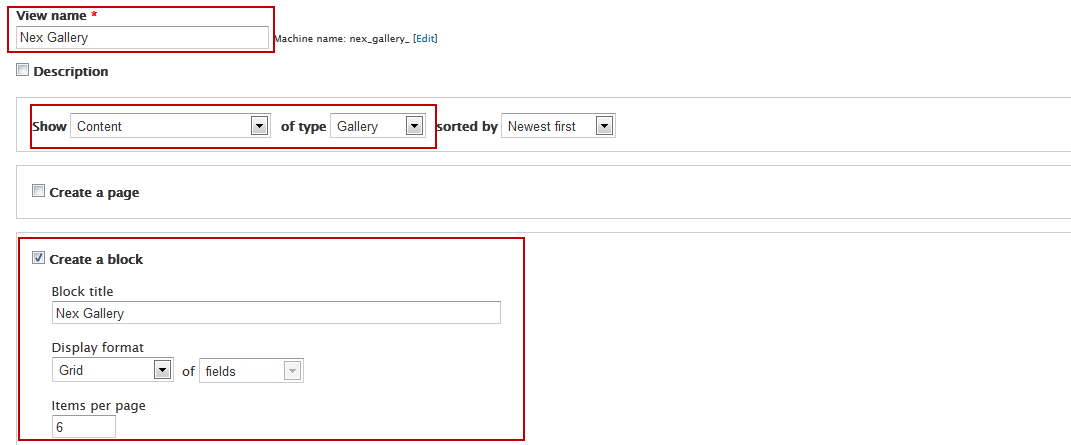 View name *
Nex Gallery Machine name: nex_gallery_ [Edit]
Description
Show Content of type Gallery sorted by Newest first
Create a page
Create a block
Block title
Nex Gallery
Display format
Grid of fields
Items per page
6